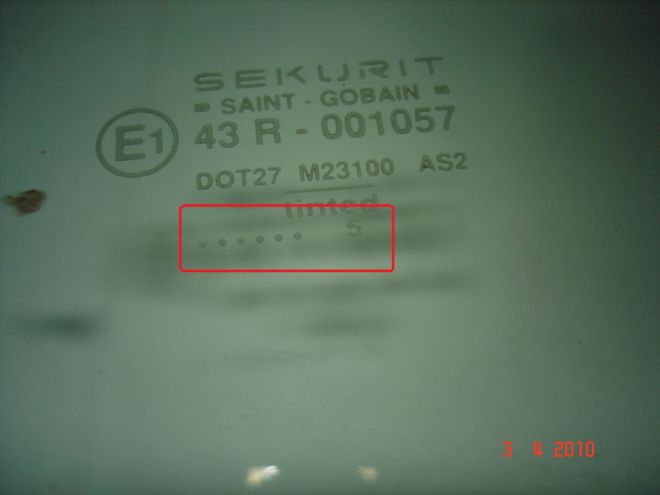 SEKURIT
SAINT - GOBAIN
E1
43 R - 001057
DOT27 M23100 AS2
tinted
...... 5
3 4 2010